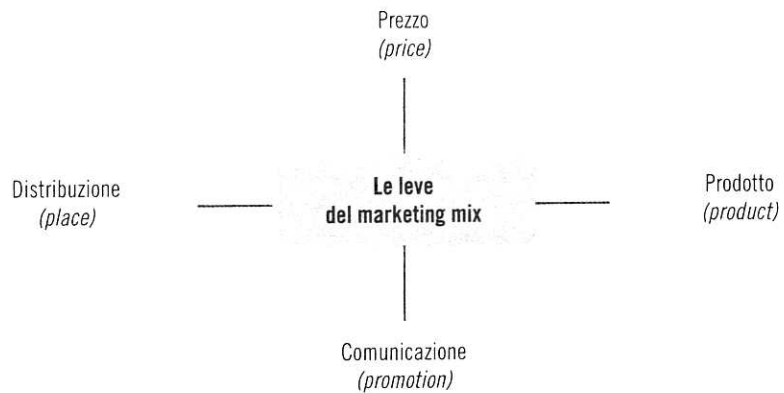 Prezzo
(price)
Distribuzione
(place)
Le leve
del marketing mix
Prodotto
(product)
Comunicazione
(promotion)